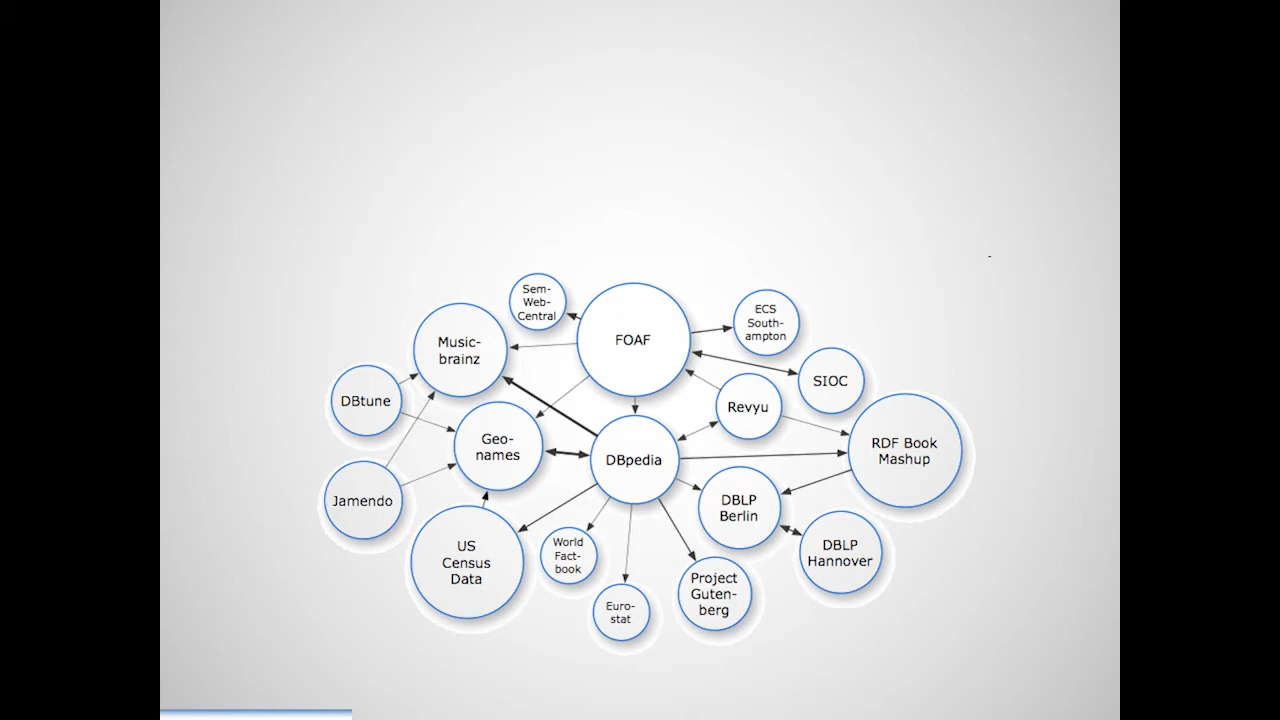 Sem-
Web-
Central
FOAF
ECS
South-
ampton
Music-
brainz
SIOC
DBtune
Revyu
Geo-
names
DBpedia
RDF Book
Mashup
Jamendo
DBLP
Berlin
US
Census
Data
World
Fact-
book
DBLP
Hannover
Project
Guten-
berg
Euro-
stat